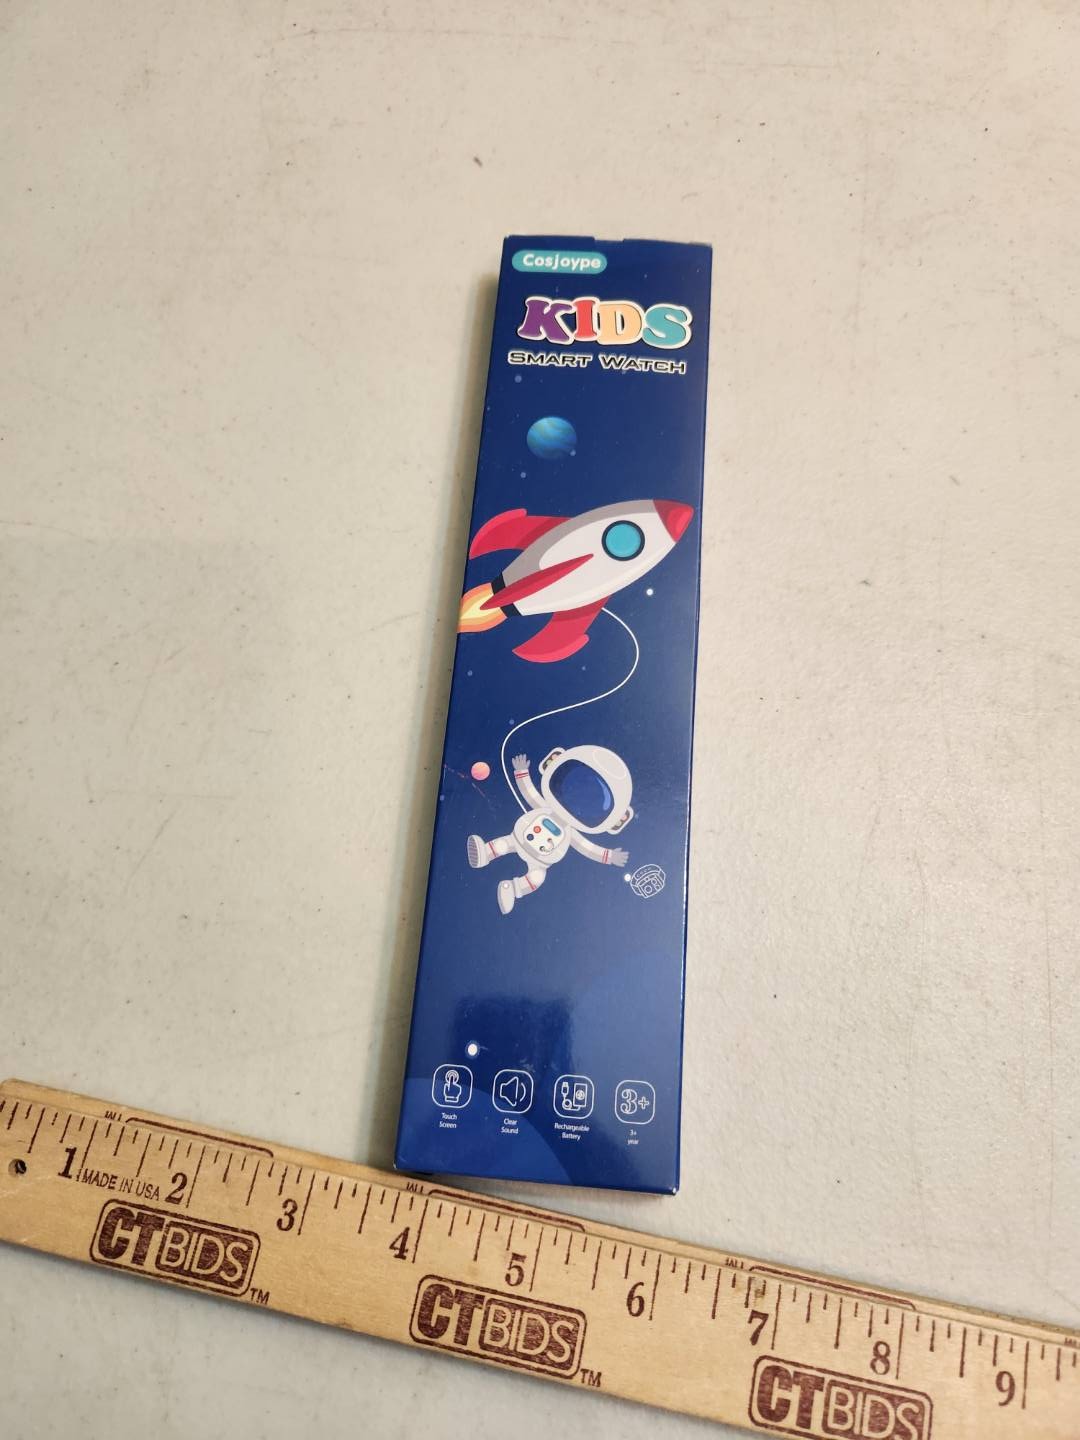 Cosjoype
KIDS
SMART WATCH
Touch
Screen
Clear
Sound
Rechargeable
Battery
3+
3+
year
1 MADE IN USA 2 3 4 5 6 7 8 9
CTBIDS TM
CTBIDS TM
CTBIDS